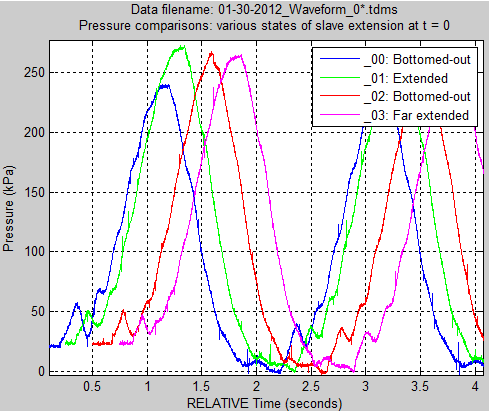 Data filename: 01-30-2012_Waveform_0*.tdms
Pressure comparisons: various states of slave extension at t = 0
_00: Bottomed-out
_01: Extended
_02: Bottomed-out
_03: Far extended
Pressure (kPa)
250
200
150
100
50
0
0.5 1 1.5 2 2.5 3 3.5 4
RELATIVE Time (seconds)